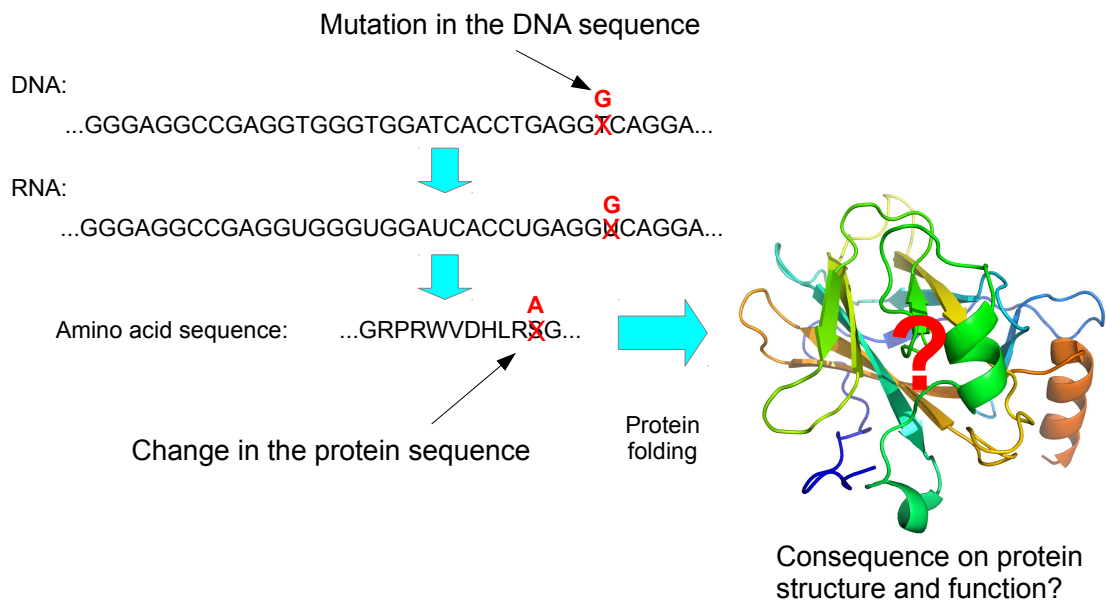 Mutation in the DNA sequence
DNA:
G
...GGGAGGCCGAGGTGGGTGGATCACCTGAGGTCAGGA...
RNA:
G
...GGGAGGCCGAGGUGGGUGGAUCACCUGAGGUCAGGA...
A
Amino acid sequence: ...GRPRWVDHLRSG...
?
Change in the protein sequence
Protein
folding
Consequence on protein
structure and function?